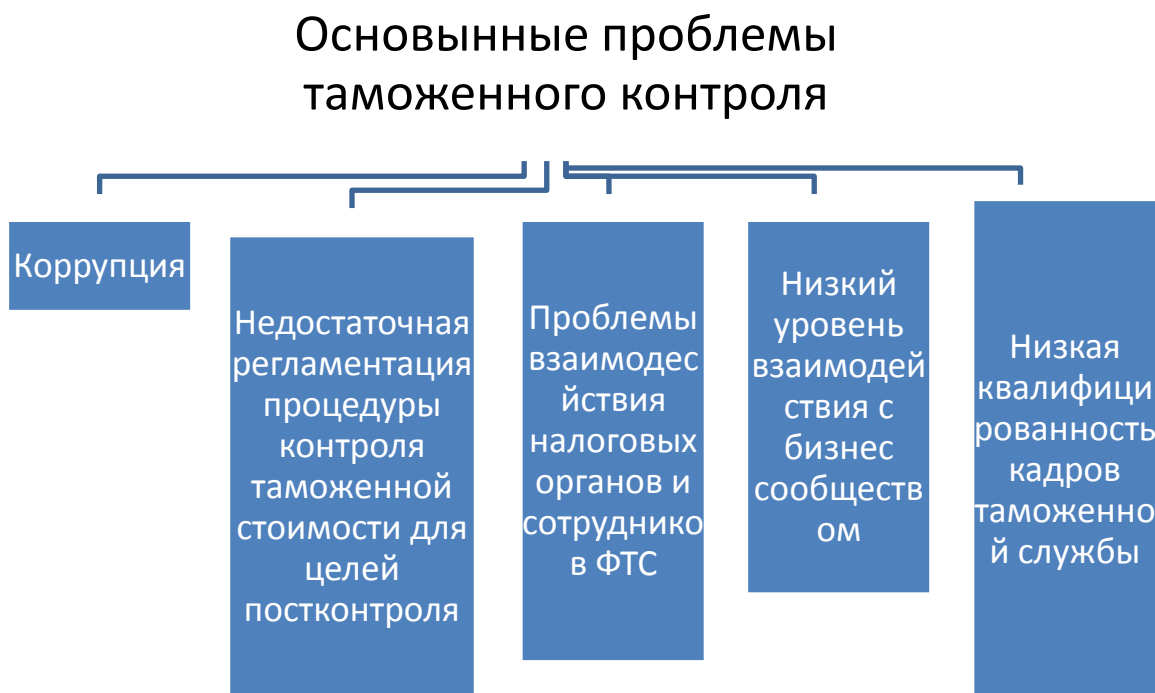 Основынные проблемы
таможенного контроля
Коррупция
Недостаточная
регламентация
процедуры
контроля
таможенной
стоимости для
целей
постконтроля
Проблемы
взаимодес
йствия
налоговых
органов и
сотруднико
в ФТС
Низкий
уровень
взаимодей
ствия с
бизнес
сообществ
ом
Низкая
квалифици
рованность
кадров
таможенно
й службы